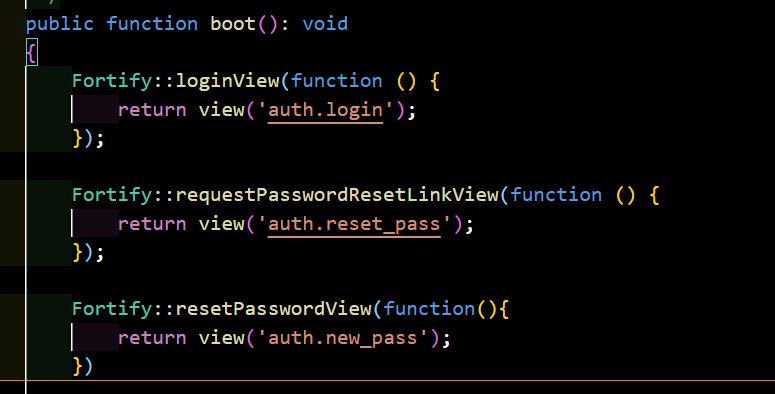 public function boot(): void
{
    Fortify::loginView(function () {
        return view('auth.login');
    });

    Fortify::requestPasswordResetLinkView(function () {
        return view('auth.reset_pass');
    });

    Fortify::resetPasswordView(function(){
        return view('auth.new_pass');
    })